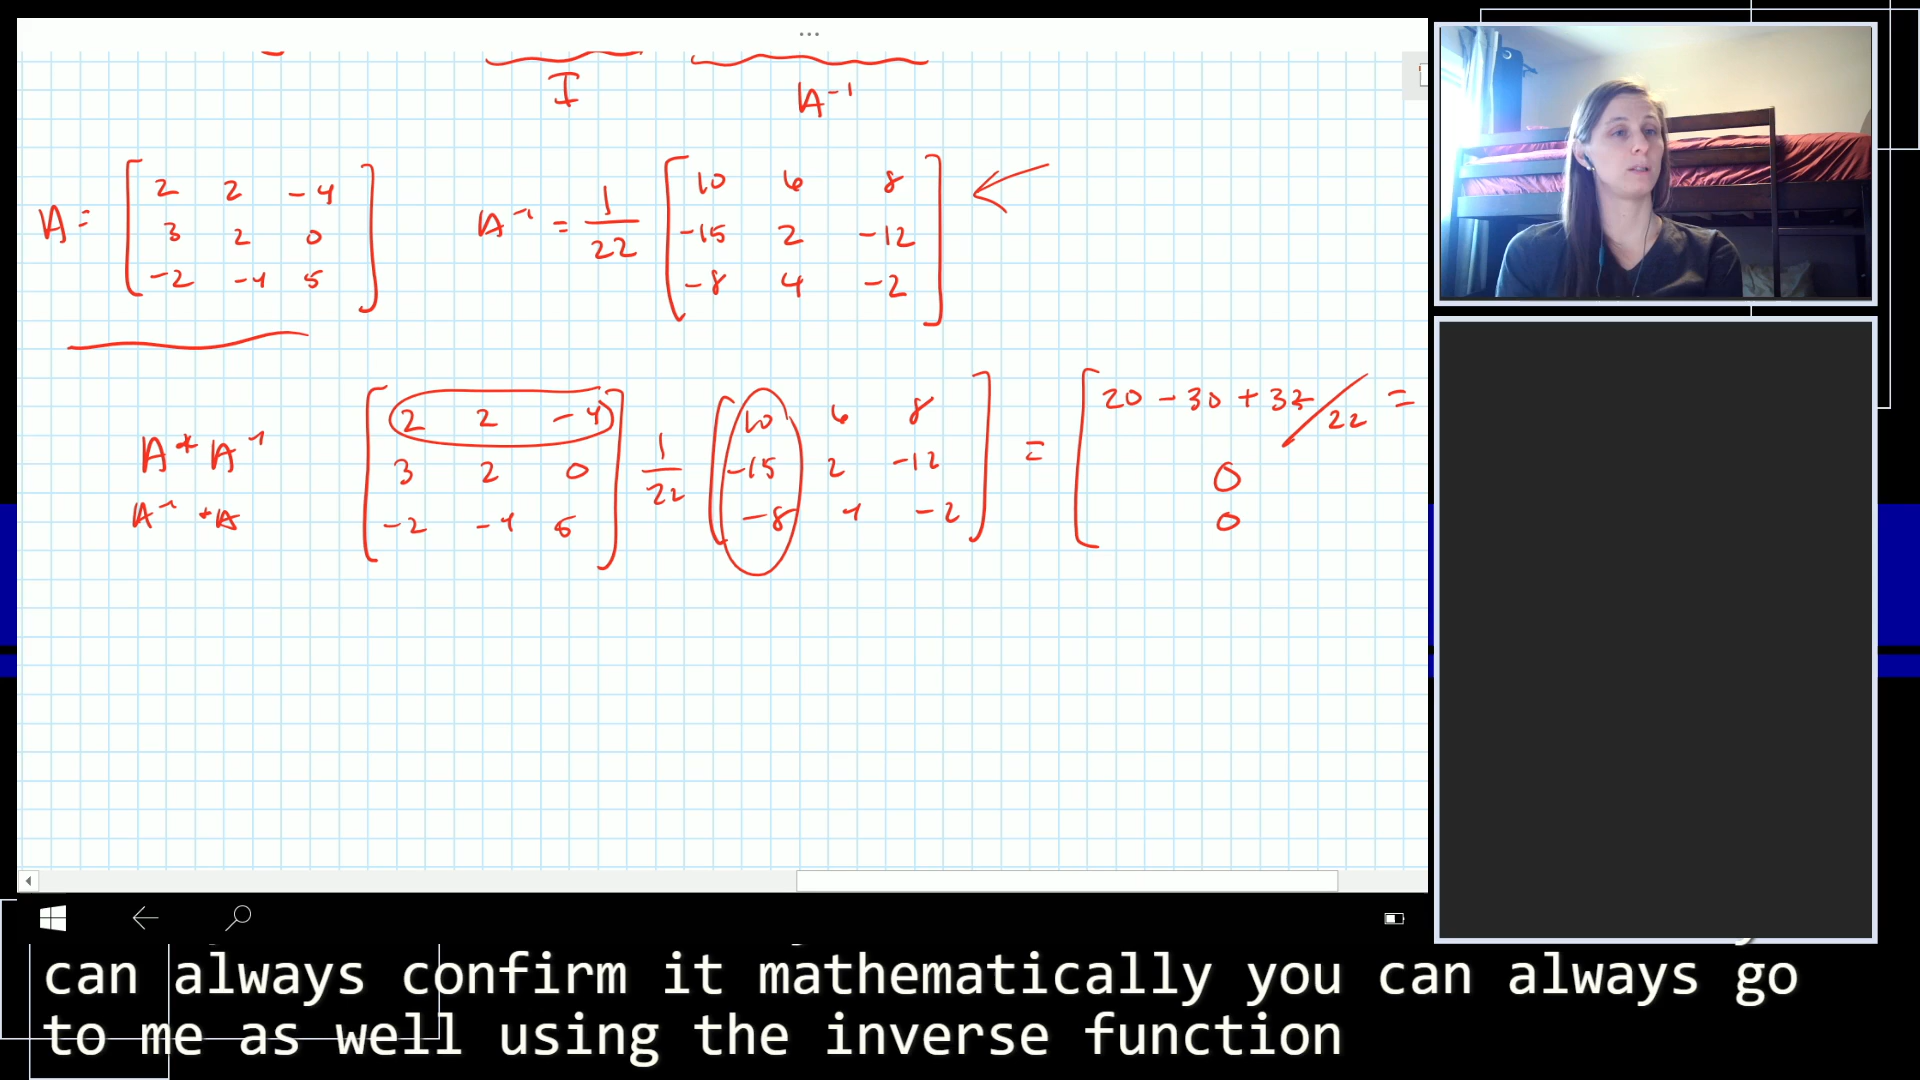 I
A⁻¹
A = [ 2 2 -4
3 2 0
-2 -4 5 ]
A⁻¹ = 1/22 [ 10 6 8
-15 2 -12
-8 4 -2 ]
A * A⁻¹
A⁻¹ * A
[ 2 2 -4
3 2 0
-2 -4 5 ]
1/22 [ 10 6 8
-15 2 -12
-8 4 -2 ]
= [ 20 - 30 + 32 / 22 =
0
0
can always confirm it mathematically you can always go
to me as well using the inverse function